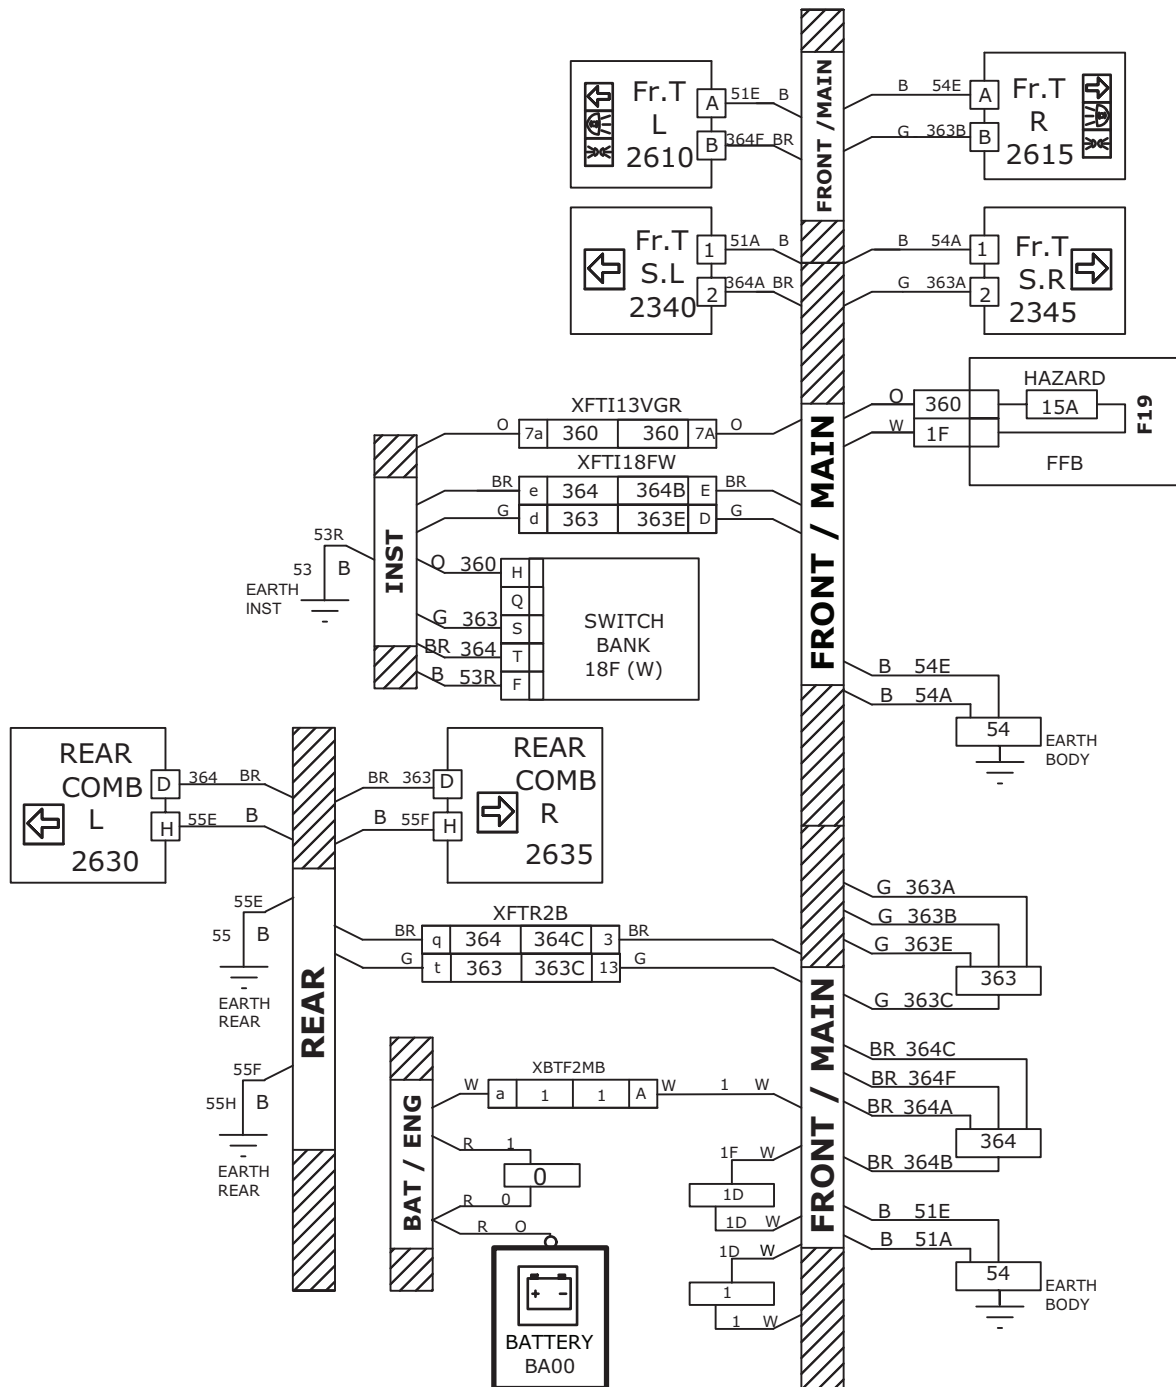 Fr.T
L
2610
A
B
51E B
364F BR
FRONT /MAIN
B 54E
G 363B
A
B
Fr.T
R
2615
Fr.T
S.L
2340
1
2
51A B
364A BR
B 54A
G 363A
1
2
Fr.T
S.R
2345
HAZARD
15A
F19
FFB
O 360
W 1F
XFTI13VGR
O 7a 360 360 7A O
XFTI18FW
BR e 364 364B E BR
G d 363 363E D G
INST
53R
53 B
EARTH
INST
O 360 H
Q
G 363 S
BR 364 T
B 53R F
SWITCH
BANK
18F (W)
FRONT / MAIN
B 54E
B 54A
54
EARTH
BODY
REAR
COMB
L
2630
D 364 BR
H 55E B
BR 363 D
B 55F H
REAR
COMB
R
2635
55E
55 B
EARTH
REAR
REAR
XFTR2B
BR q 364 364C 3 BR
G t 363 363C 13 G
G 363A
G 363B
G 363E
363
G 363C
55F
55H B
EARTH
REAR
BAT / ENG
XBTF2MB
W a 1 1 A W 1 W
R 1
0
R 0
R O
+ -
BATTERY
BA00
1F W
1D
1D W
1D W
1
1 W
FRONT / MAIN
BR 364C
BR 364F
BR 364A
364
BR 364B
B 51E
B 51A
54
EARTH
BODY